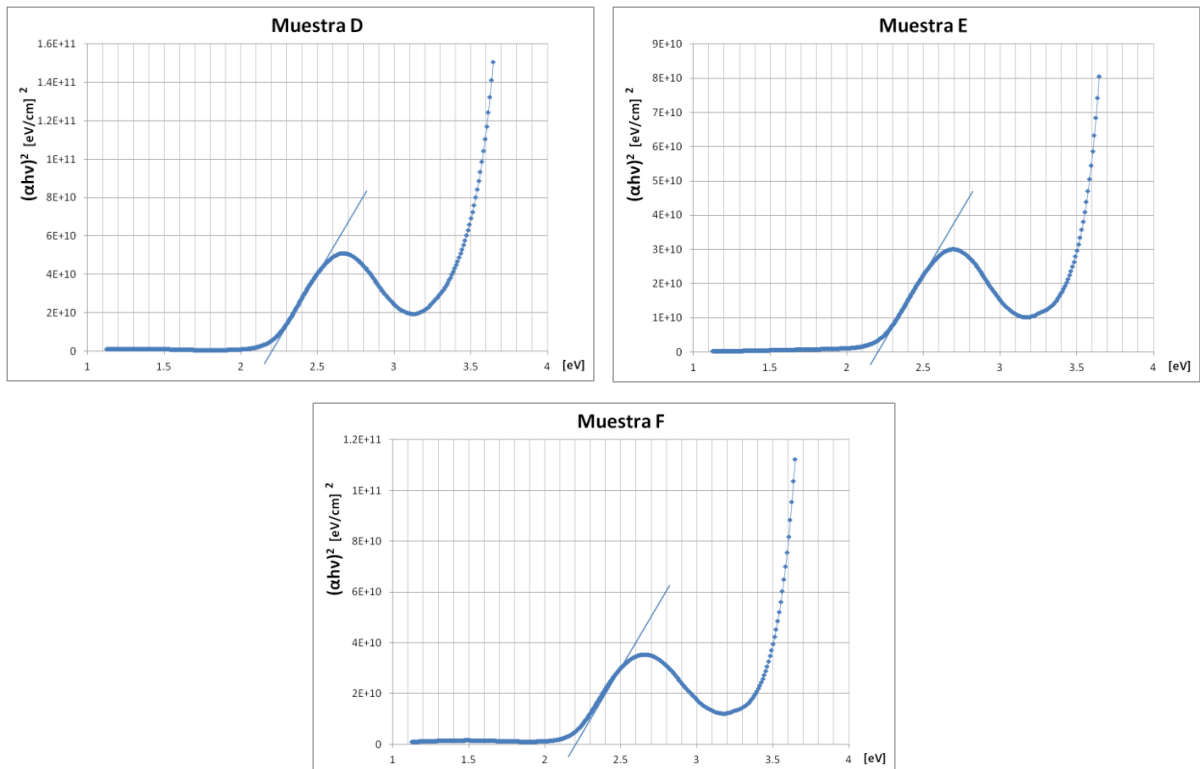 Muestra D
(αhν)² [eV/cm] ²
1.6E+11
1.4E+11
1.2E+11
1E+11
8E+10
6E+10
4E+10
2E+10
0
1 1.5 2 2.5 3 3.5 4 [eV]
Muestra E
(αhν)² [eV/cm] ²
9E+10
8E+10
7E+10
6E+10
5E+10
4E+10
3E+10
2E+10
1E+10
0
1 1.5 2 2.5 3 3.5 4 [eV]
Muestra F
(αhν)² [eV/cm] ²
1.2E+11
1E+11
8E+10
6E+10
4E+10
2E+10
0
1 1.5 2 2.5 3 3.5 4 [eV]